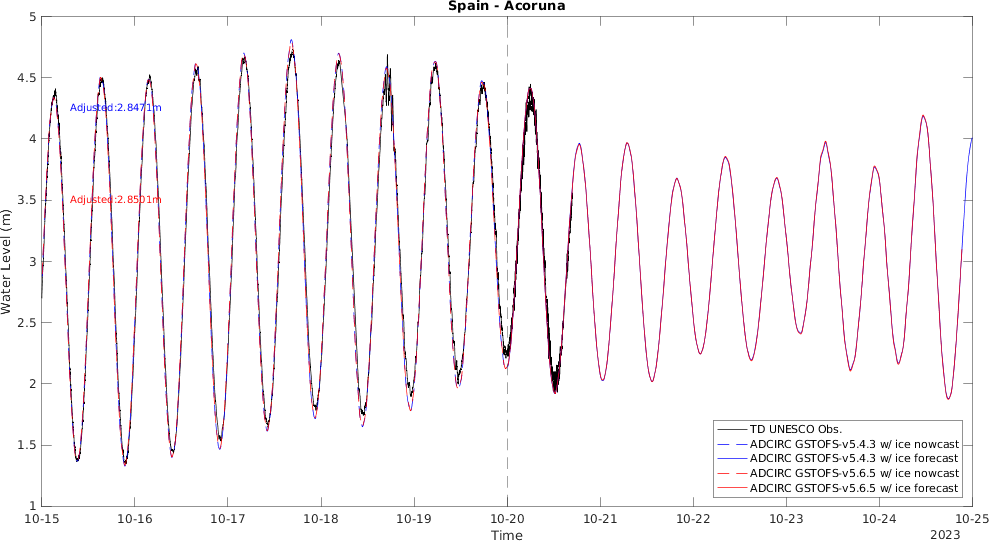 Spain - Acoruna
5
4.5
4
3.5
3
2.5
2
1.5
1
Water Level (m)
Adjusted:2.8471m
Adjusted:2.8501m
TD UNESCO Obs.
ADCIRC GSTOFS-v5.4.3 w/ ice nowcast
ADCIRC GSTOFS-v5.4.3 w/ ice forecast
ADCIRC GSTOFS-v5.6.5 w/ ice nowcast
ADCIRC GSTOFS-v5.6.5 w/ ice forecast
10-15 10-16 10-17 10-18 10-19 10-20 10-21 10-22 10-23 10-24 10-25
Time
2023